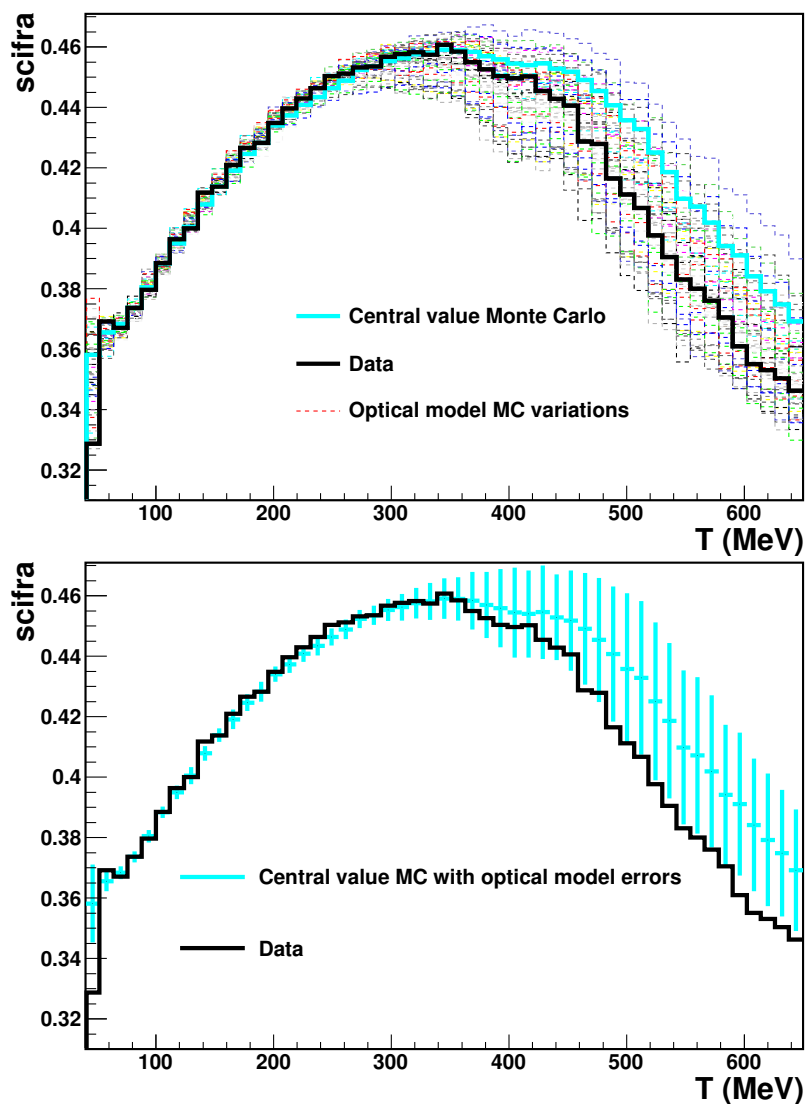 scifra
0.46
0.44
0.42
0.4
0.38
0.36
0.34
0.32
Central value Monte Carlo
Data
Optical model MC variations
100 200 300 400 500 600
T (MeV)
scifra
0.46
0.44
0.42
0.4
0.38
0.36
0.34
0.32
Central value MC with optical model errors
Data
100 200 300 400 500 600
T (MeV)